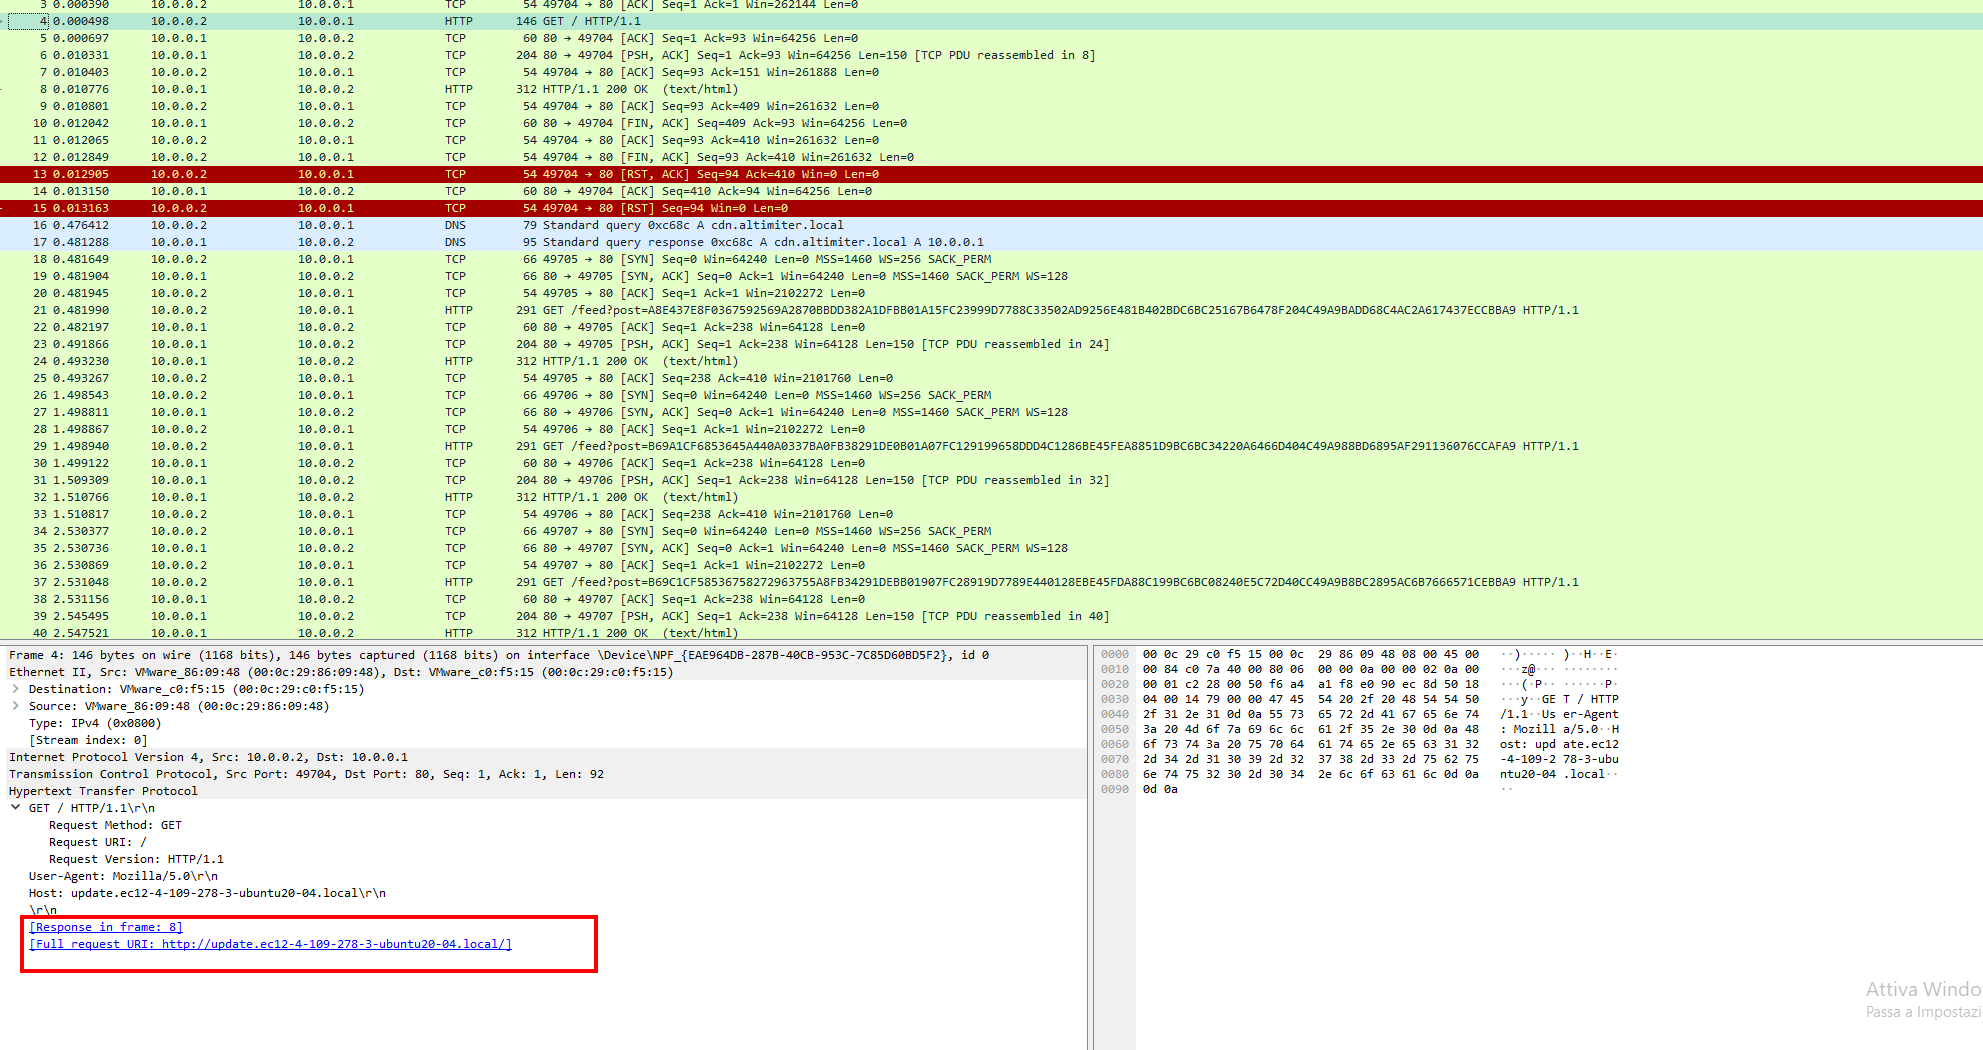 3 0.000390 10.0.0.2 10.0.0.1 TCP 54 49704 → 80 [ACK] Seq=1 Ack=1 Win=262144 Len=0
4 0.000498 10.0.0.2 10.0.0.1 HTTP 146 GET / HTTP/1.1
5 0.000697 10.0.0.1 10.0.0.2 TCP 60 80 → 49704 [ACK] Seq=1 Ack=93 Win=64256 Len=0
6 0.010331 10.0.0.1 10.0.0.2 TCP 204 80 → 49704 [PSH, ACK] Seq=1 Ack=93 Win=64256 Len=150 [TCP PDU reassembled in 8]
7 0.010403 10.0.0.2 10.0.0.1 TCP 54 49704 → 80 [ACK] Seq=93 Ack=151 Win=261888 Len=0
8 0.010776 10.0.0.1 10.0.0.2 HTTP 312 HTTP/1.1 200 OK (text/html)
9 0.010801 10.0.0.2 10.0.0.1 TCP 54 49704 → 80 [ACK] Seq=93 Ack=409 Win=261632 Len=0
10 0.012042 10.0.0.1 10.0.0.2 TCP 60 80 → 49704 [FIN, ACK] Seq=409 Ack=93 Win=64256 Len=0
11 0.012065 10.0.0.2 10.0.0.1 TCP 54 49704 → 80 [ACK] Seq=93 Ack=410 Win=261632 Len=0
12 0.012849 10.0.0.2 10.0.0.1 TCP 54 49704 → 80 [FIN, ACK] Seq=93 Ack=410 Win=261632 Len=0
13 0.012905 10.0.0.2 10.0.0.1 TCP 54 49704 → 80 [RST, ACK] Seq=94 Ack=410 Win=0 Len=0
14 0.013150 10.0.0.1 10.0.0.2 TCP 60 80 → 49704 [ACK] Seq=410 Ack=94 Win=64256 Len=0
15 0.013163 10.0.0.2 10.0.0.1 TCP 54 49704 → 80 [RST] Seq=94 Win=0 Len=0
16 0.476412 10.0.0.2 10.0.0.1 DNS 79 Standard query 0xc68c A cdn.altimiter.local
17 0.481288 10.0.0.1 10.0.0.2 DNS 95 Standard query response 0xc68c A cdn.altimiter.local A 10.0.0.1
18 0.481649 10.0.0.2 10.0.0.1 TCP 66 49705 → 80 [SYN] Seq=0 Win=64240 Len=0 MSS=1460 WS=256 SACK_PERM
19 0.481904 10.0.0.1 10.0.0.2 TCP 66 80 → 49705 [SYN, ACK] Seq=0 Ack=1 Win=64240 Len=0 MSS=1460 SACK_PERM WS=128
20 0.481945 10.0.0.2 10.0.0.1 TCP 54 49705 → 80 [ACK] Seq=1 Ack=1 Win=2102272 Len=0
21 0.481990 10.0.0.2 10.0.0.1 HTTP 291 GET /feed?post=A8E437E8F0367592569A2870BBDD382A1DFBB01A15FC23999D7788C33502AD9256E481B402BDC6BC25167B6478F204C49A9BADD68C4AC2A617437ECCBBA9 HTTP/1.1
22 0.482197 10.0.0.1 10.0.0.2 TCP 60 80 → 49705 [ACK] Seq=1 Ack=238 Win=64128 Len=0
23 0.491866 10.0.0.1 10.0.0.2 TCP 204 80 → 49705 [PSH, ACK] Seq=1 Ack=238 Win=64128 Len=150 [TCP PDU reassembled in 24]
24 0.493230 10.0.0.1 10.0.0.2 HTTP 312 HTTP/1.1 200 OK (text/html)
25 0.493267 10.0.0.2 10.0.0.1 TCP 54 49705 → 80 [ACK] Seq=238 Ack=410 Win=2101760 Len=0
26 1.498543 10.0.0.2 10.0.0.1 TCP 66 49706 → 80 [SYN] Seq=0 Win=64240 Len=0 MSS=1460 WS=256 SACK_PERM
27 1.498811 10.0.0.1 10.0.0.2 TCP 66 80 → 49706 [SYN, ACK] Seq=0 Ack=1 Win=64240 Len=0 MSS=1460 SACK_PERM WS=128
28 1.498867 10.0.0.2 10.0.0.1 TCP 54 49706 → 80 [ACK] Seq=1 Ack=1 Win=2102272 Len=0
29 1.498940 10.0.0.2 10.0.0.1 HTTP 291 GET /feed?post=B69A1CF6853645A440A0337BA0FB38291DE0B01A07FC129199658DDD4C1286BE45FEA8851D9BC6BC34220A6466D404C49A988BD6895AF291136076CCAFA9 HTTP/1.1
30 1.499122 10.0.0.1 10.0.0.2 TCP 60 80 → 49706 [ACK] Seq=1 Ack=238 Win=64128 Len=0
31 1.509309 10.0.0.1 10.0.0.2 TCP 204 80 → 49706 [PSH, ACK] Seq=1 Ack=238 Win=64128 Len=150 [TCP PDU reassembled in 32]
32 1.510766 10.0.0.1 10.0.0.2 HTTP 312 HTTP/1.1 200 OK (text/html)
33 1.510817 10.0.0.2 10.0.0.1 TCP 54 49706 → 80 [ACK] Seq=238 Ack=410 Win=2101760 Len=0
34 2.530377 10.0.0.2 10.0.0.1 TCP 66 49707 → 80 [SYN] Seq=0 Win=64240 Len=0 MSS=1460 WS=256 SACK_PERM
35 2.530736 10.0.0.1 10.0.0.2 TCP 66 80 → 49707 [SYN, ACK] Seq=0 Ack=1 Win=64240 Len=0 MSS=1460 SACK_PERM WS=128
36 2.530869 10.0.0.2 10.0.0.1 TCP 54 49707 → 80 [ACK] Seq=1 Ack=1 Win=2102272 Len=0
37 2.531048 10.0.0.2 10.0.0.1 HTTP 291 GET /feed?post=B69C1CF58536758272963755A8FB34291DEBB01907FC28919D7789E440128EBE45FDA88C199BC6BC08240E5C72D40CC49A9B8BC2895AC6B7666571CEBBA9 HTTP/1.1
38 2.531156 10.0.0.1 10.0.0.2 TCP 60 80 → 49707 [ACK] Seq=1 Ack=238 Win=64128 Len=0
39 2.545495 10.0.0.1 10.0.0.2 TCP 204 80 → 49707 [PSH, ACK] Seq=1 Ack=238 Win=64128 Len=150 [TCP PDU reassembled in 40]
40 2.547521 10.0.0.1 10.0.0.2 HTTP 312 HTTP/1.1 200 OK (text/html)
Frame 4: 146 bytes on wire (1168 bits), 146 bytes captured (1168 bits) on interface \Device\NPF_{EAE964DB-287B-40CB-953C-7C85D60BD5F2}, id 0
Ethernet II, Src: VMware_86:09:48 (00:0c:29:86:09:48), Dst: VMware_c0:f5:15 (00:0c:29:c0:f5:15)
Destination: VMware_c0:f5:15 (00:0c:29:c0:f5:15)
Source: VMware_86:09:48 (00:0c:29:86:09:48)
Type: IPv4 (0x0800)
[Stream index: 0]
Internet Protocol Version 4, Src: 10.0.0.2, Dst: 10.0.0.1
Transmission Control Protocol, Src Port: 49704, Dst Port: 80, Seq: 1, Ack: 1, Len: 92
Hypertext Transfer Protocol
GET / HTTP/1.1\r\n
Request Method: GET
Request URI: /
Request Version: HTTP/1.1
User-Agent: Mozilla/5.0\r\n
Host: update.ec12-4-109-278-3-ubuntu20-04.local\r\n
\r\n
[Response in frame: 8]
[Full request URI: http://update.ec12-4-109-278-3-ubuntu20-04.local/]
0000 00 0c 29 c0 f5 15 00 0c 29 86 09 48 08 00 45 00 ··)····· )··H··E·
0010 00 84 c0 7a 40 00 80 06 00 00 0a 00 00 02 0a 00 ···z@··· ········
0020 00 01 c2 28 00 50 f6 a4 a1 f8 e0 90 ec 8d 50 18 ···(·P·· ······P·
0030 04 00 14 79 00 00 47 45 54 20 2f 20 48 54 54 50 ···y··GE T / HTTP
0040 2f 31 2e 31 0d 0a 55 73 65 72 2d 41 67 65 6e 74 /1.1··Us er-Agent
0050 3a 20 4d 6f 7a 69 6c 6c 61 2f 35 2e 30 0d 0a 48 : Mozill a/5.0··H
0060 6f 73 74 3a 20 75 70 64 61 74 65 2e 65 63 31 32 ost: upd ate.ec12
0070 2d 34 2d 31 30 39 2d 32 37 38 2d 33 2d 75 62 75 -4-109-2 78-3-ubu
0080 6e 74 75 32 30 2d 30 34 2e 6c 6f 63 61 6c 0d 0a ntu20-04 .local··
0090 0d 0a ··
Attiva Windo
Passa a Impostazi